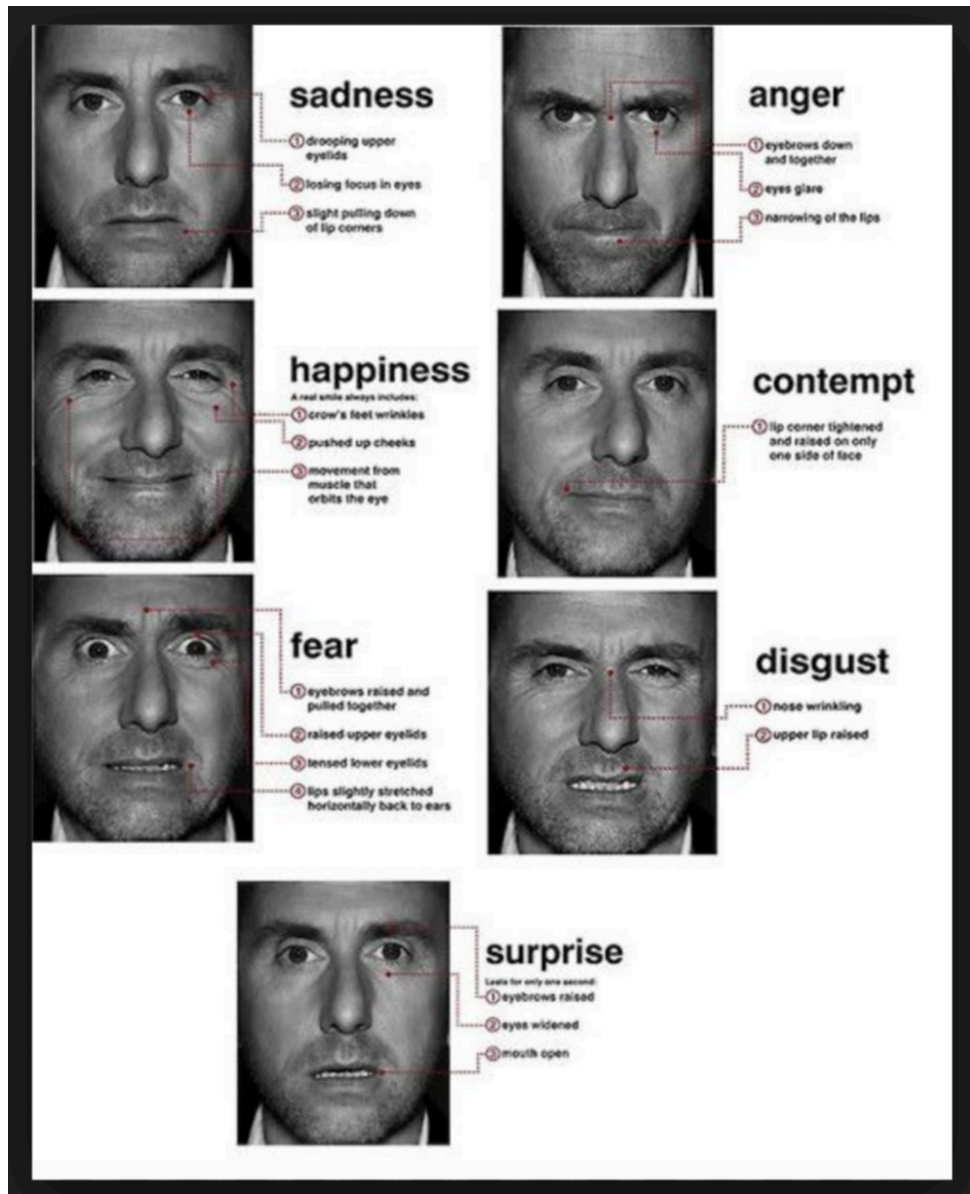 sadness
① drooping upper
eyelids
② losing focus in eyes
③ slight pulling down
of lip corners
anger
① eyebrows down
and together
② eyes glare
③ narrowing of the lips
happiness
A real smile always includes:
① crow's feet wrinkles
② pushed up cheeks
③ movement from
muscle that
orbits the eye
contempt
① lip corner tightened
and raised on only
one side of face
fear
① eyebrows raised and
pulled together
② raised upper eyelids
③ tensed lower eyelids
④ lips slightly stretched
horizontally back to ears
disgust
① nose wrinkling
② upper lip raised
surprise
Lasts for only one second:
① eyebrows raised
② eyes widened
③ mouth open